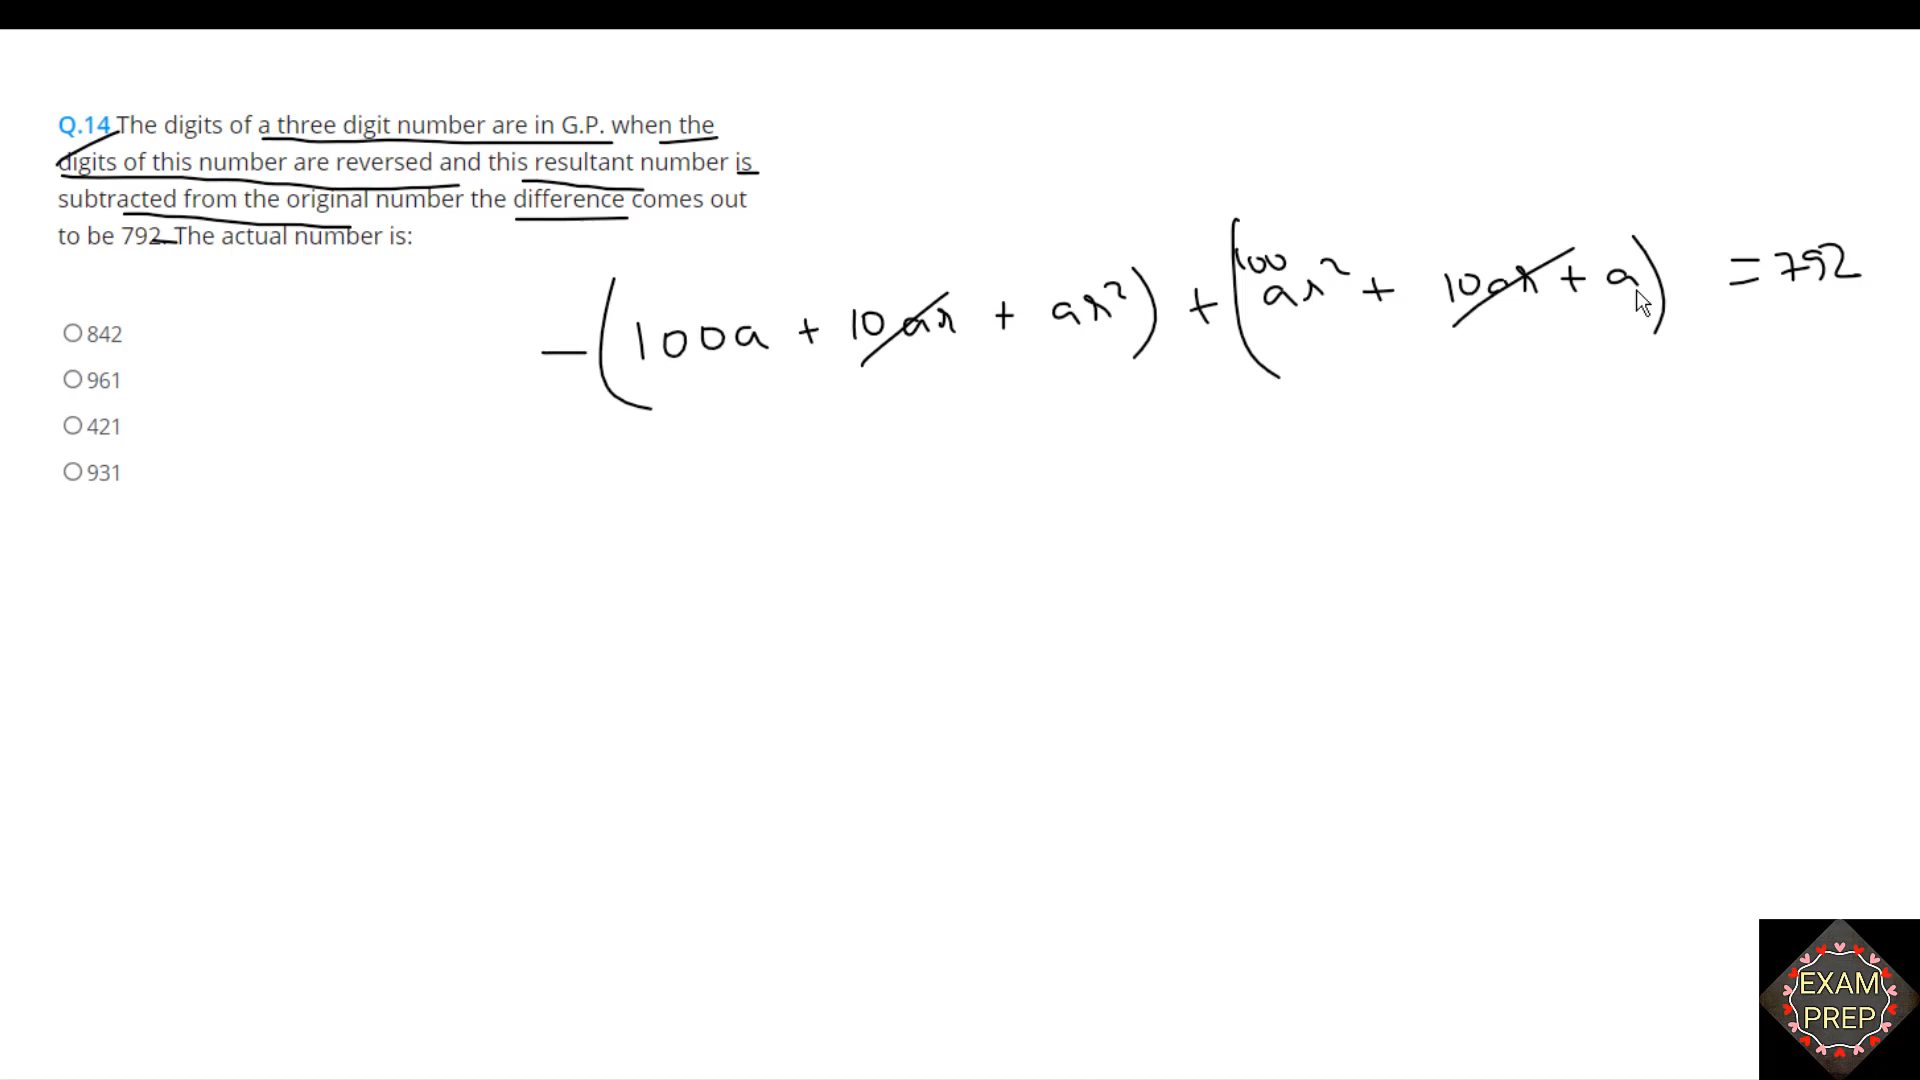 Q.14 The digits of a three digit number are in G.P. when the
digits of this number are reversed and this resultant number is
subtracted from the original number the difference comes out
to be 792. The actual number is:
-(100a + 10ar + ar²) + (100ar² + 10ar + a) = 792
842
961
421
931
EXAM
PREP